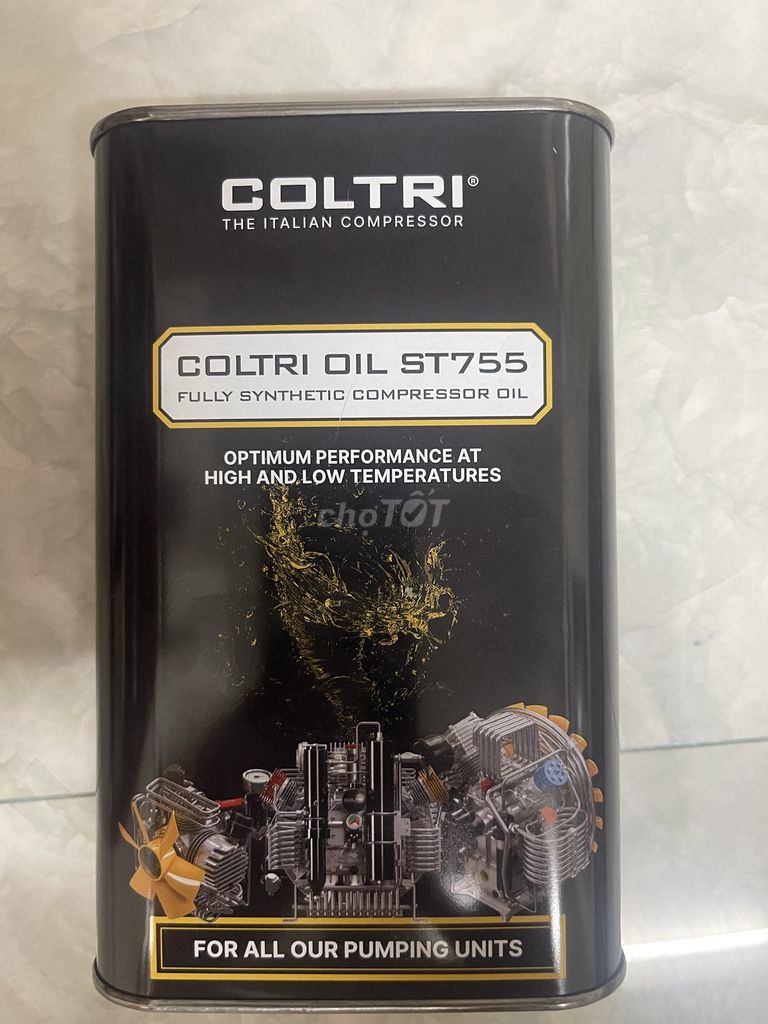 COLTRI®
THE ITALIAN COMPRESSOR
COLTRI OIL ST755
FULLY SYNTHETIC COMPRESSOR OIL
OPTIMUM PERFORMANCE AT
HIGH AND LOW TEMPERATURES
chợTỐT
FOR ALL OUR PUMPING UNITS